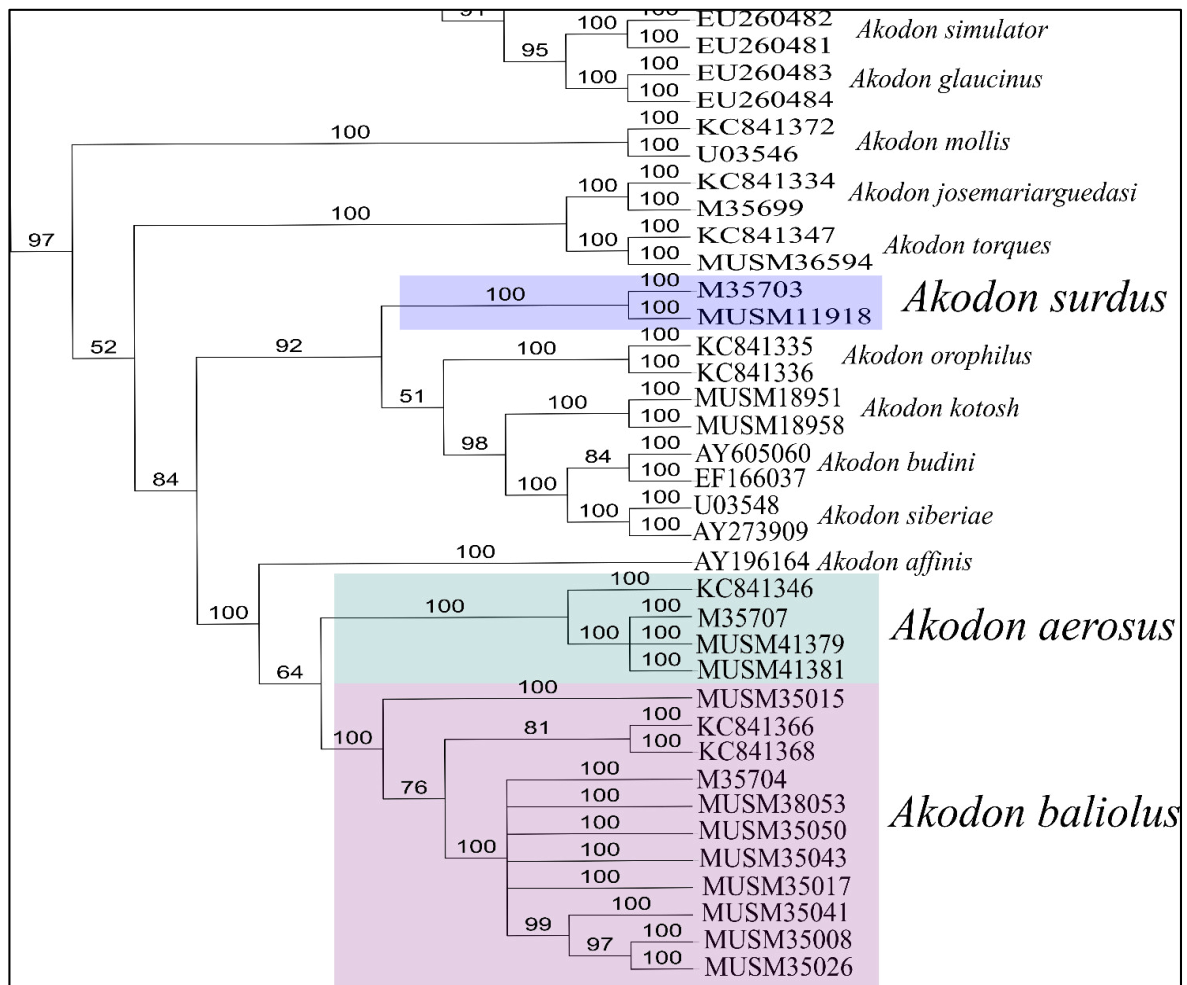 91
100
100
EU260482
Akodon simulator
95
100
EU260481
100
100
EU260483
Akodon glaucinus
100
EU260484
100
100
KC841372
Akodon mollis
100
U03546
100
100
KC841334
Akodon josemariarguedasi
100
100
M35699
97
100
100
KC841347
Akodon torques
100
MUSM36594
100
100
M35703
Akodon surdus
100
MUSM11918
52
92
100
100
KC841335
Akodon orophilus
100
KC841336
51
100
100
MUSM18951
Akodon kotosh
100
MUSM18958
98
84
100
AY605060
Akodon budini
100
EF166037
84
100
100
100
U03548
Akodon siberiae
100
AY273909
100
AY196164 Akodon affinis
100
100
100
KC841346
Akodon aerosus
100
100
M35707
100
MUSM41379
100
MUSM41381
64
100
MUSM35015
100
81
100
KC841366
100
KC841368
76
100
M35704
Akodon baliolus
100
MUSM38053
100
MUSM35050
100
100
MUSM35043
100
MUSM35017
100
MUSM35041
99
97
100
MUSM35008
100
MUSM35026